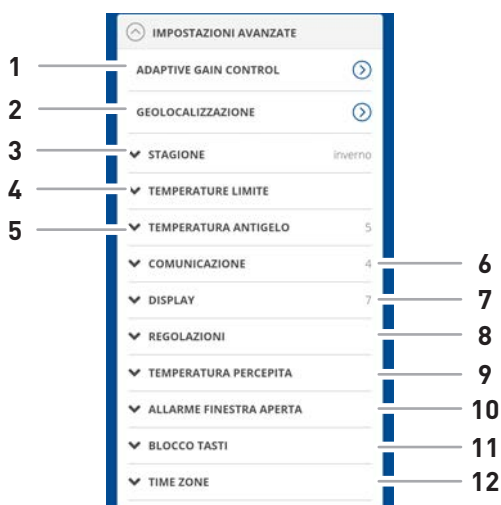 IMPOSTAZIONI AVANZATE
1 ADAPTIVE GAIN CONTROL
2 GEOLOCALIZZAZIONE
3 STAGIONE inverno
4 TEMPERATURE LIMITE
5 TEMPERATURA ANTIGELO 5
COMUNICAZIONE 4 6
DISPLAY 7 7
REGOLAZIONI 8
TEMPERATURA PERCEPITA 9
ALLARME FINESTRA APERTA 10
BLOCCO TASTI 11
TIME ZONE 12